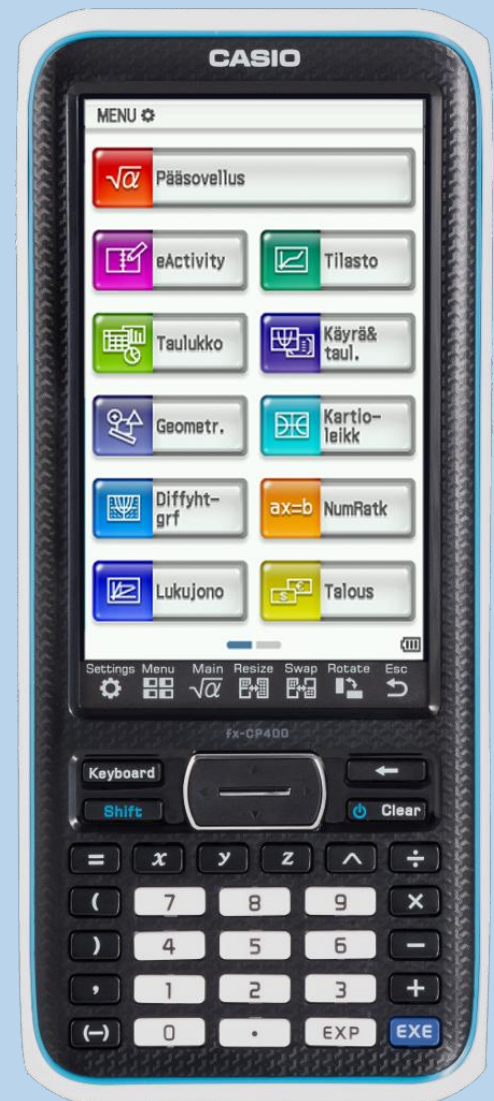 CASIO
MENU
√α Pääsovellus
eActivity
Tilasto
Taulukko
Käyrä&
taul.
Geometr.
Kartio-
leikk
Diffyht-
grf
ax=b NumRatk
Lukujono
$ € Talous
Settings Menu Main Resize Swap Rotate Esc
√α
fx-CP400
Keyboard
←
Shift
Clear
= x y z ^ ÷
( 7 8 9 ×
) 4 5 6 −
, 1 2 3 +
(−) 0 . EXP EXE